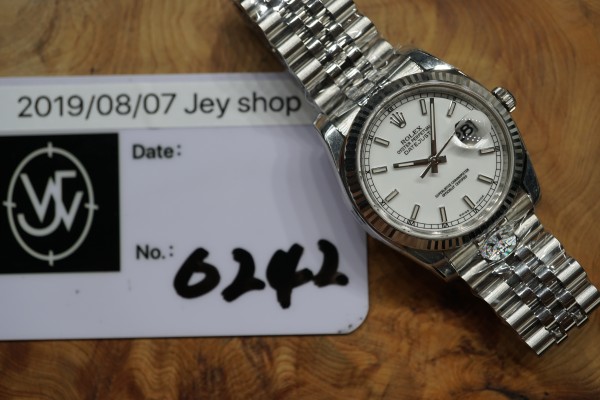 2019/08/07 Jey shop
Date:
No.:
0242
ROLEX
OYSTER PERPETUAL
DATEJUST